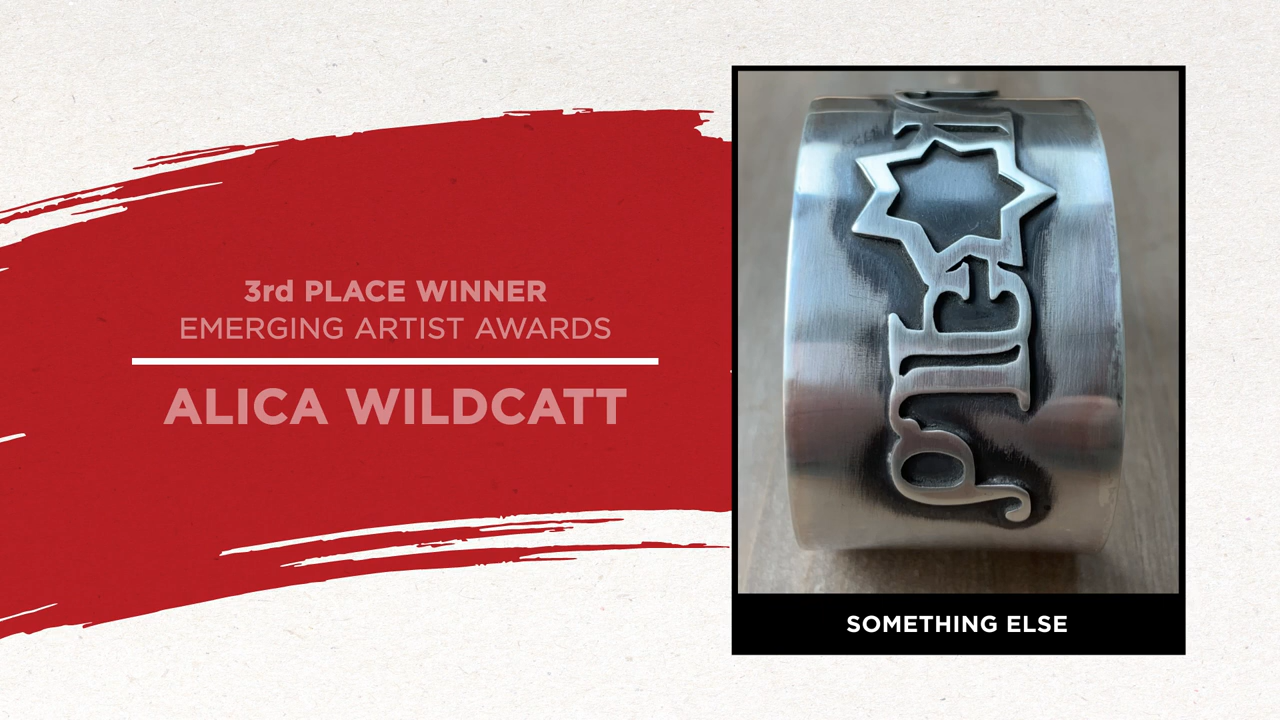 3rd PLACE WINNER
EMERGING ARTIST AWARDS
ALICA WILDCATT
SOMETHING ELSE